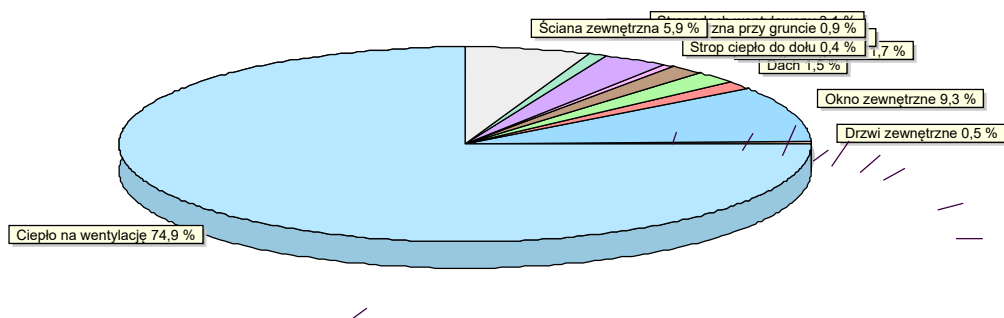 Ściana zewnętrzna 5,9 %
zna przy gruncie 0,9 %
Strop ciepło do dołu 0,4 %
1,7 %
Dach 1,5 %
Okno zewnętrzne 9,3 %
Drzwi zewnętrzne 0,5 %
Ciepło na wentylację 74,9 %